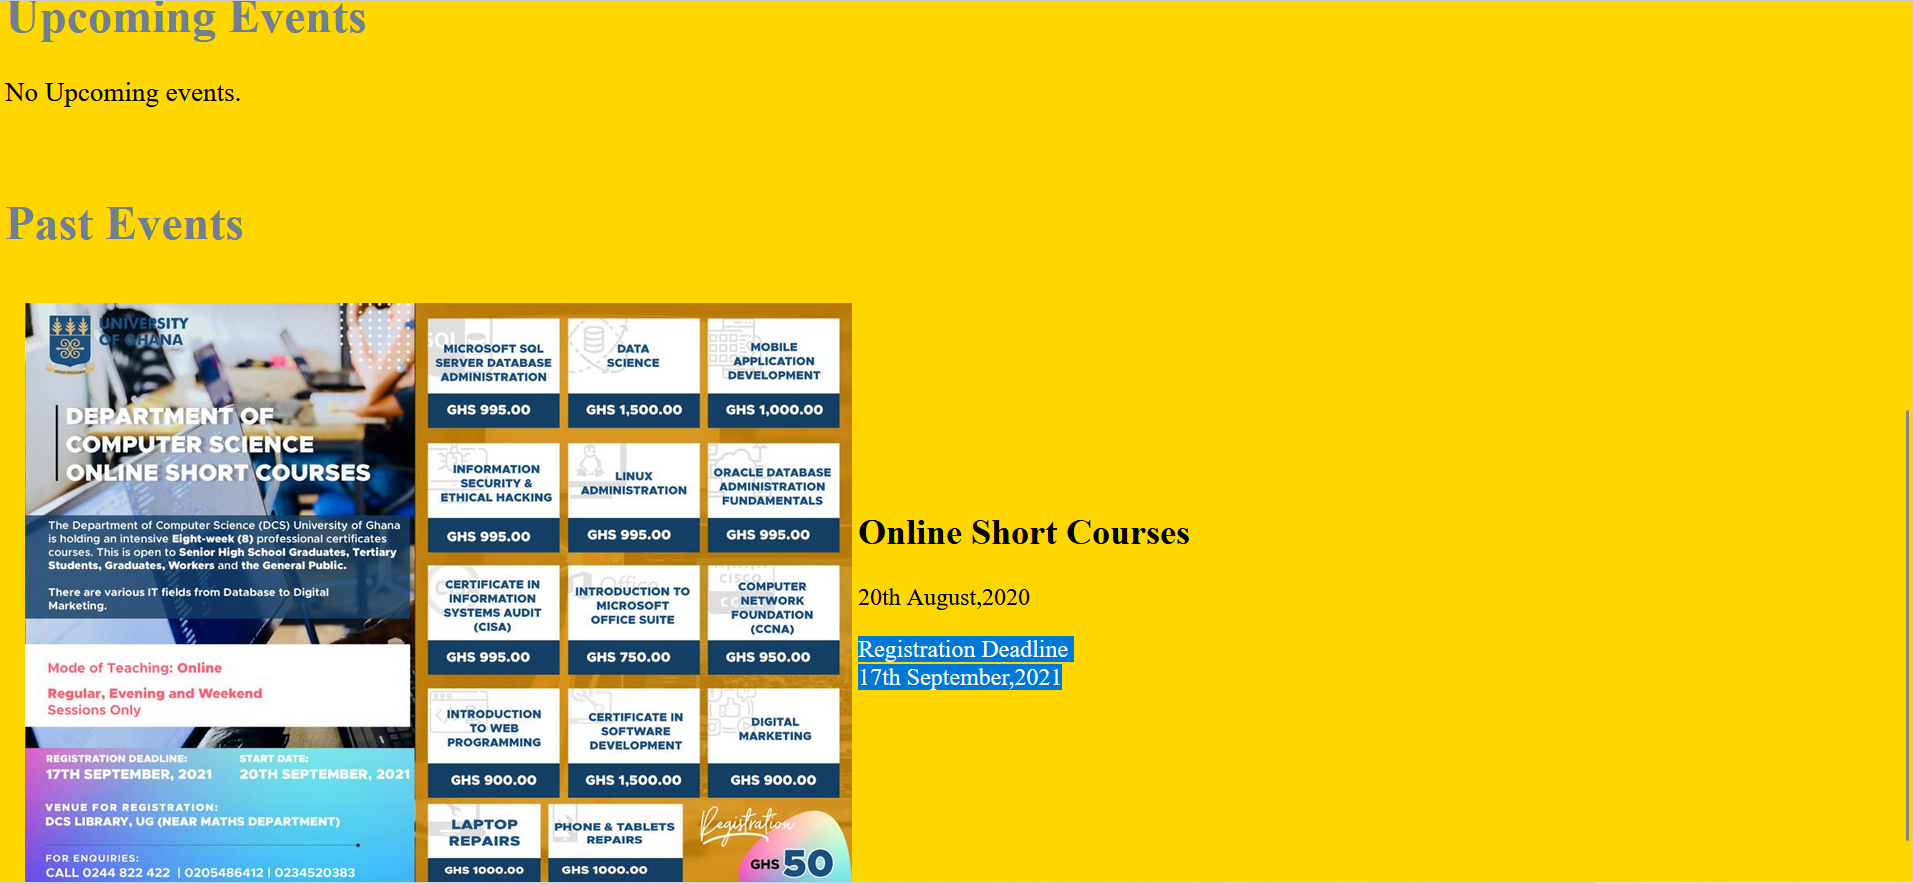 Upcoming Events
No Upcoming events.
Past Events
UNIVERSITY
OF GHANA
DEPARTMENT OF
COMPUTER SCIENCE
ONLINE SHORT COURSES
The Department of Computer Science (DCS) University of Ghana
is holding an intensive Eight-week (8) professional certificates
courses. This is open to Senior High School Graduates, Tertiary
Students, Graduates, Workers and the General Public.
There are various IT fields from Database to Digital
Marketing.
Mode of Teaching: Online
Regular, Evening and Weekend
Sessions Only
REGISTRATION DEADLINE:
17TH SEPTEMBER, 2021
START DATE:
20TH SEPTEMBER, 2021
VENUE FOR REGISTRATION:
DCS LIBRARY, UG (NEAR MATHS DEPARTMENT)
FOR ENQUIRIES:
CALL 0244 822 422 | 0205486412 | 0234520383
SQL
MICROSOFT SQL
SERVER DATABASE
ADMINISTRATION
GHS 995.00
DATA
SCIENCE
GHS 1,500.00
MOBILE
APPLICATION
DEVELOPMENT
GHS 1,000.00
INFORMATION
SECURITY &
ETHICAL HACKING
GHS 995.00
LINUX
ADMINISTRATION
GHS 995.00
ORACLE DATABASE
ADMINISTRATION
FUNDAMENTALS
GHS 995.00
CERTIFICATE IN
INFORMATION
SYSTEMS AUDIT
(CISA)
GHS 995.00
Office
INTRODUCTION TO
MICROSOFT
OFFICE SUITE
GHS 750.00
CISCO
COMPUTER
NETWORK
FOUNDATION
(CCNA)
GHS 950.00
INTRODUCTION
TO WEB
PROGRAMMING
GHS 900.00
CERTIFICATE IN
SOFTWARE
DEVELOPMENT
GHS 1,500.00
DIGITAL
MARKETING
GHS 900.00
LAPTOP
REPAIRS
GHS 1000.00
PHONE & TABLETS
REPAIRS
GHS 1000.00
Registration
GHS 50
Online Short Courses
20th August,2020
Registration Deadline
17th September,2021